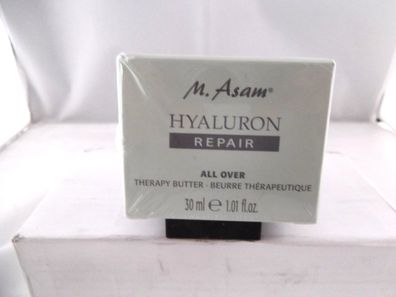 M. Asam®
HYALURON
REPAIR
ALL OVER
THERAPY BUTTER - BEURRE THÉRAPEUTIQUE
30 ml ℮ 1.01 fl.oz.